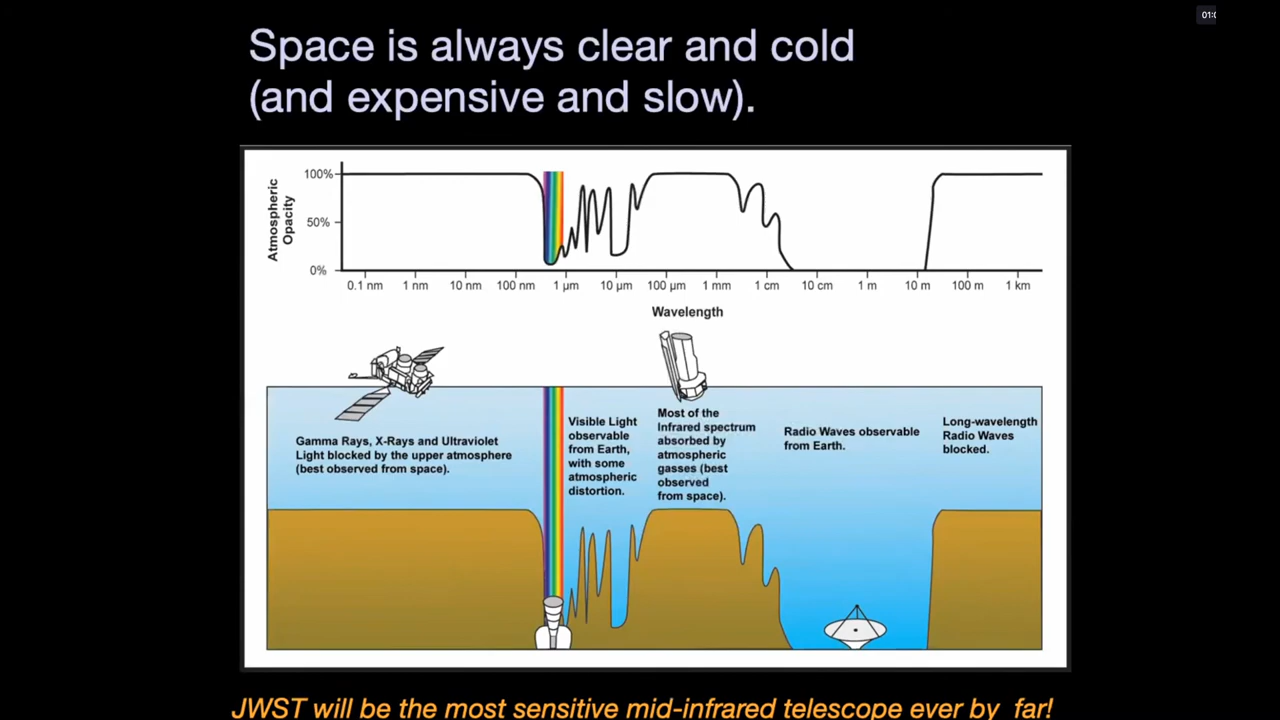 01:0
Space is always clear and cold
(and expensive and slow).
Atmospheric
Opacity
100%
50%
0%
0.1 nm 1 nm 10 nm 100 nm 1 μm 10 μm 100 μm 1 mm 1 cm 10 cm 1 m 10 m 100 m 1 km
Wavelength
Gamma Rays, X-Rays and Ultraviolet
Light blocked by the upper atmosphere
(best observed from space).
Visible Light
observable
from Earth,
with some
atmospheric
distortion.
Most of the
Infrared spectrum
absorbed by
atmospheric
gasses (best
observed
from space).
Radio Waves observable
from Earth.
Long-wavelength
Radio Waves
blocked.
JWST will be the most sensitive mid-infrared telescope ever by far!